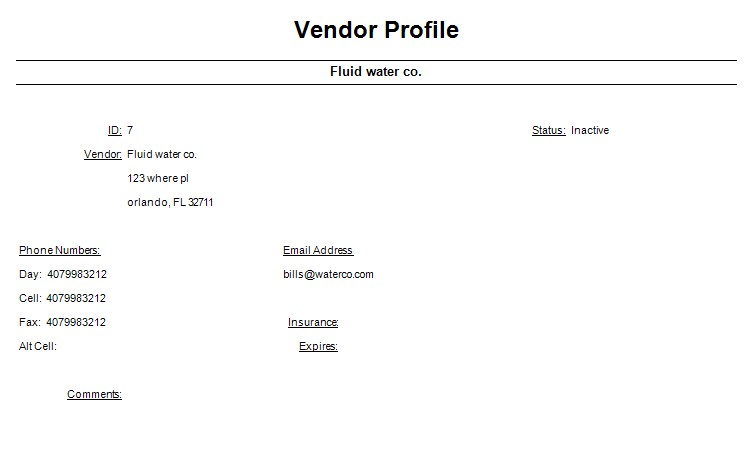 Vendor Profile
Fluid water co.
ID: 7 Status: Inactive
Vendor: Fluid water co.
123 where pl
orlando, FL 32711
Phone Numbers: Email Address
Day: 4079983212 bills@waterco.com
Cell: 4079983212
Fax: 4079983212 Insurance:
Alt Cell: Expires:
Comments: